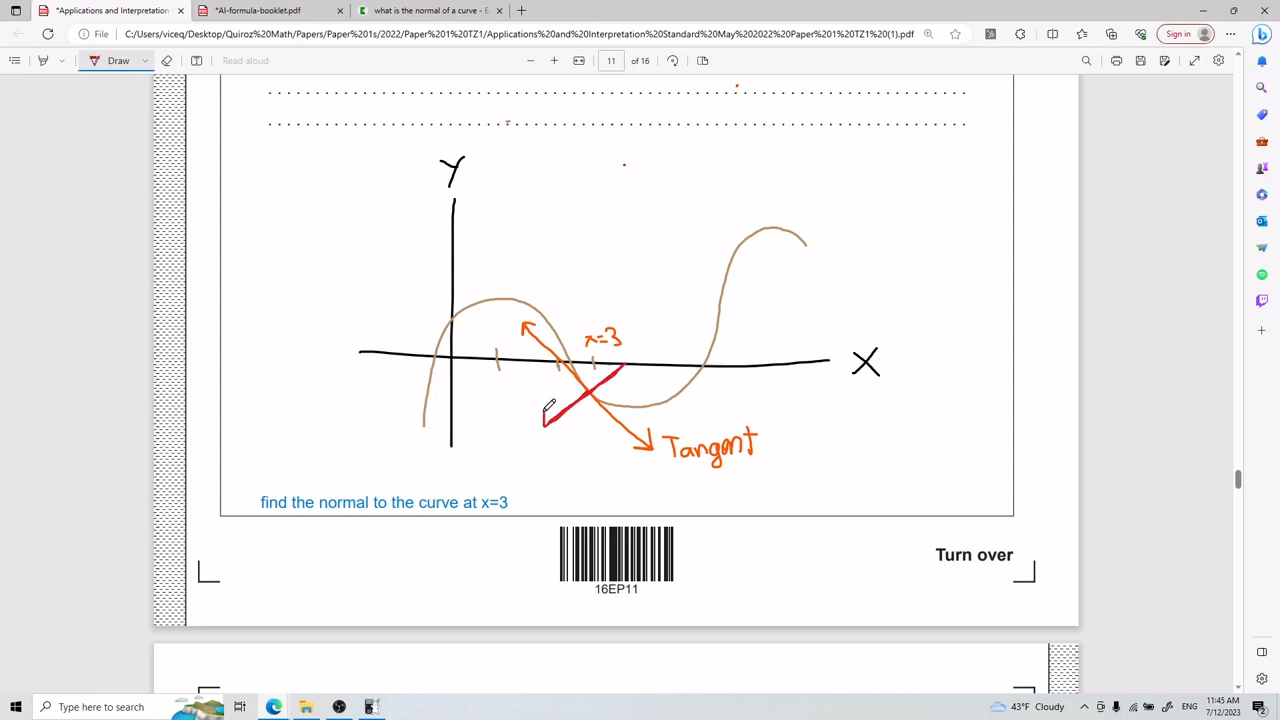 *Applications and Interpretation
*AI-formula-booklet.pdf
what is the normal of a curve - B
File
C:/Users/viceq/Desktop/Quiroz%20Math/Papers/Paper%201s/2022/Paper%201%20TZ1/Applications%20and%20Interpretation%20Standard%20May%202022%20Paper%201%20TZ1%20(1).pdf
Sign in
Draw
Read aloud
11
of 16
Y
x=3
X
Tangent
find the normal to the curve at x=3
16EP11
Turn over
Type here to search
43°F Cloudy
ENG
11:45 AM
7/12/2023